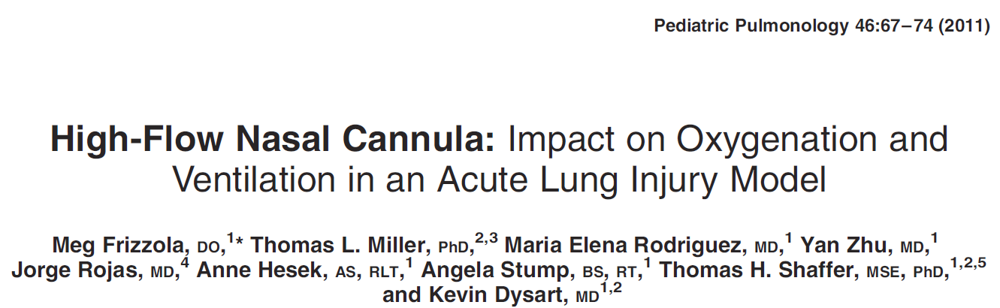 Pediatric Pulmonology 46:67–74 (2011)
High-Flow Nasal Cannula: Impact on Oxygenation and
Ventilation in an Acute Lung Injury Model
Meg Frizzola, DO,1* Thomas L. Miller, PhD,2,3 Maria Elena Rodriguez, MD,1 Yan Zhu, MD,1
Jorge Rojas, MD,4 Anne Hesek, AS, RLT,1 Angela Stump, BS, RT,1 Thomas H. Shaffer, MSE, PhD,1,2,5
and Kevin Dysart, MD1,2